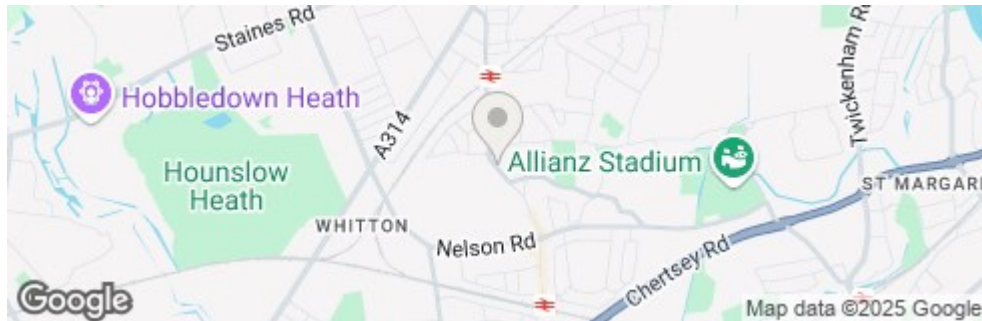 Staines Rd
Hobbledown Heath
A314
Hounslow
Heath
WHITTON
Nelson Rd
Allianz Stadium
Twickenham Rd
ST MARGAR
Chertsey Rd
Google
Map data ©2025 Google